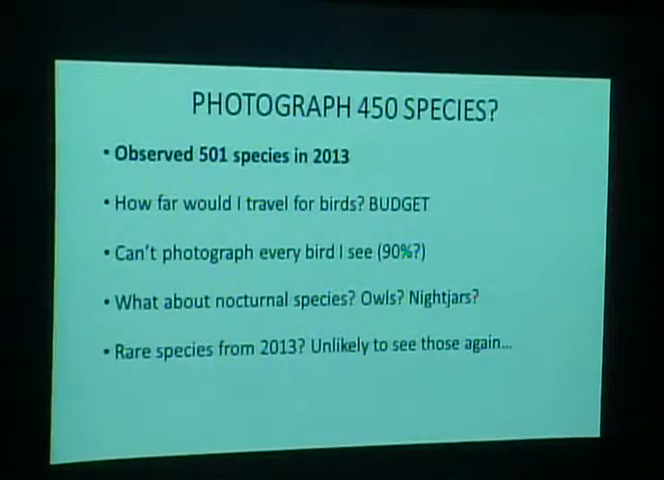 PHOTOGRAPH 450 SPECIES?
• Observed 501 species in 2013
• How far would I travel for birds? BUDGET
• Can't photograph every bird I see (90%?)
• What about nocturnal species? Owls? Nightjars?
• Rare species from 2013? Unlikely to see those again...